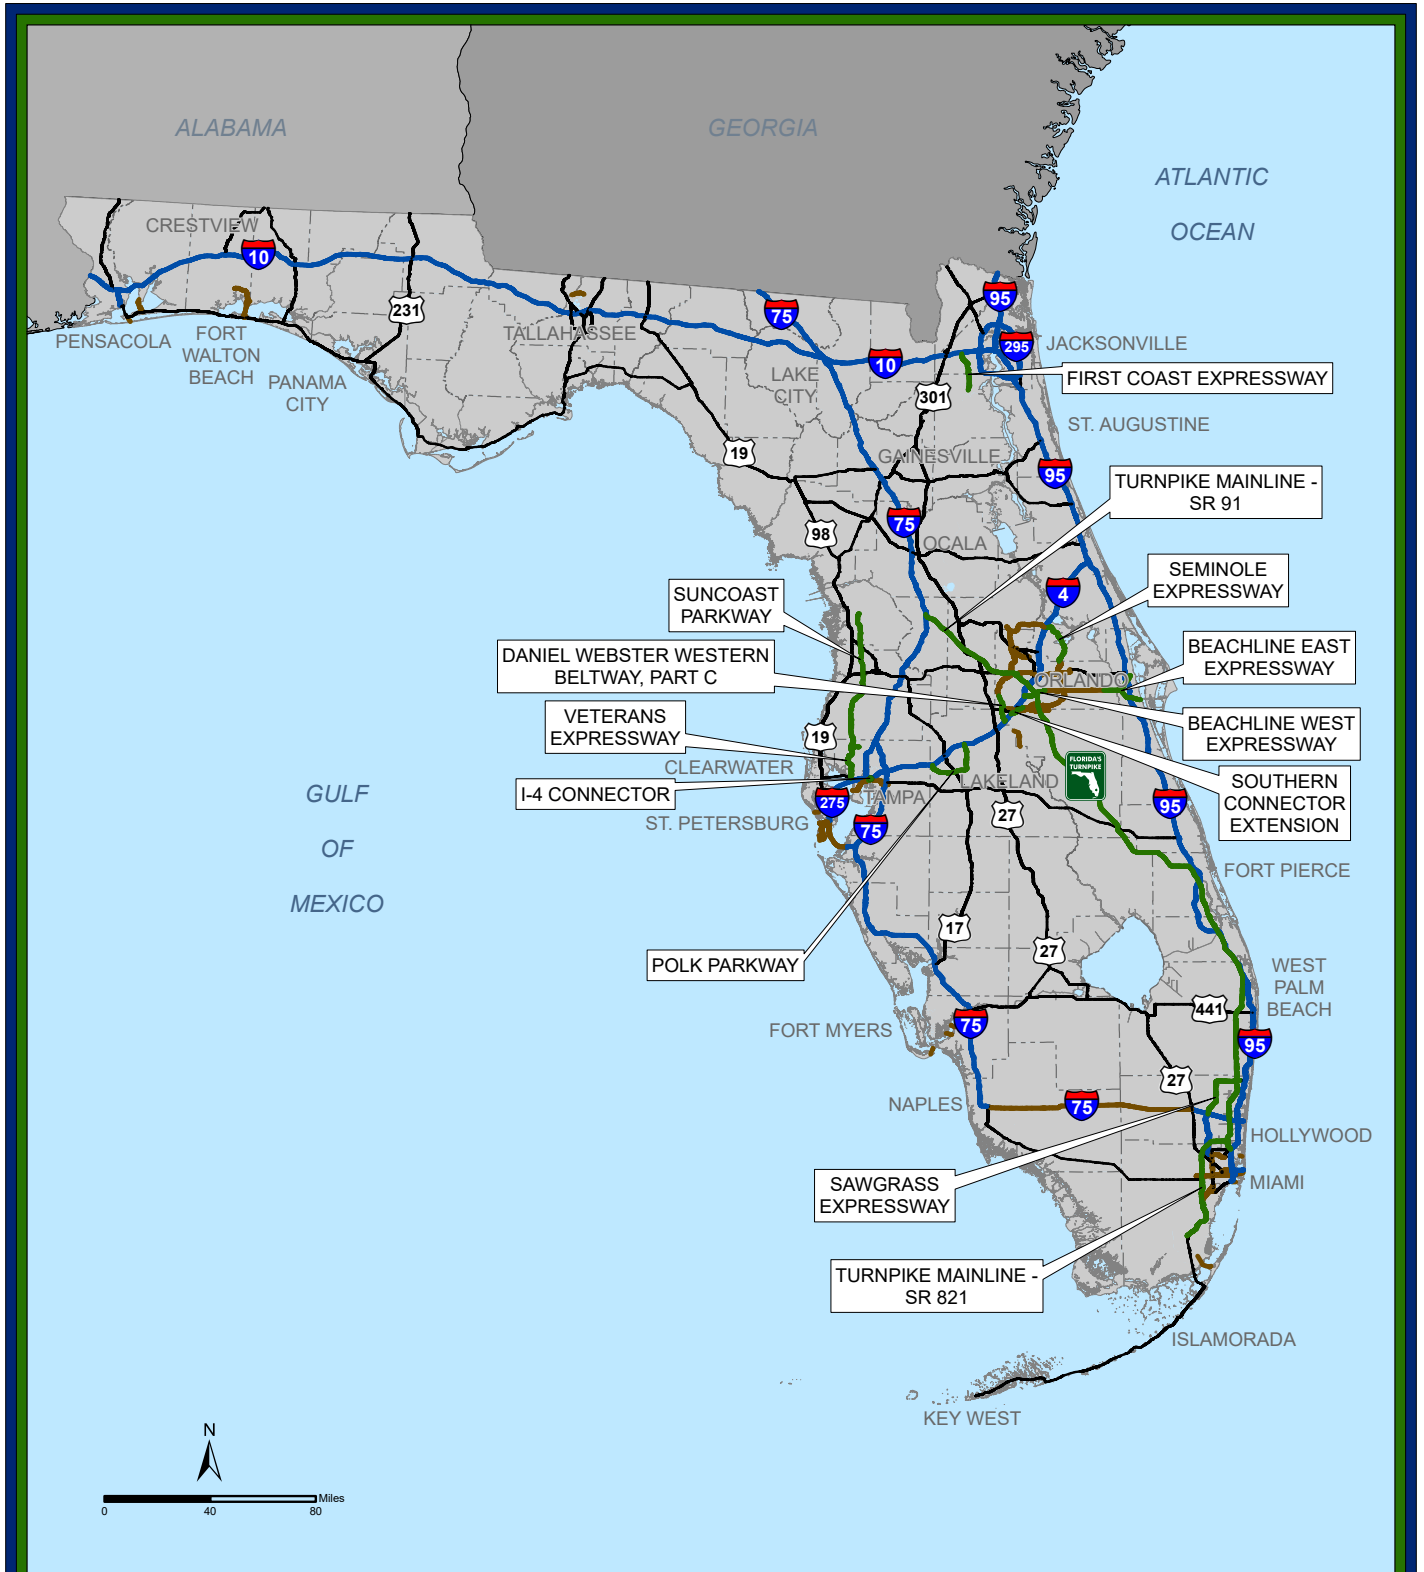 ALABAMA
GEORGIA
ATLANTIC
OCEAN
CRESTVIEW
10
231
PENSACOLA
FORT
WALTON
BEACH
PANAMA
CITY
TALLAHASSEE
75
95
295
JACKSONVILLE
10
LAKE
CITY
FIRST COAST EXPRESSWAY
301
ST. AUGUSTINE
19
GAINESVILLE
95
TURNPIKE MAINLINE -
SR 91
75
98
OCALA
SEMINOLE
EXPRESSWAY
4
SUNCOAST
PARKWAY
DANIEL WEBSTER WESTERN
BELTWAY, PART C
BEACHLINE EAST
EXPRESSWAY
ORLANDO
VETERANS
EXPRESSWAY
19
BEACHLINE WEST
EXPRESSWAY
CLEARWATER
FLORIDA'S
TURNPIKE
LAKELAND
SOUTHERN
CONNECTOR
EXTENSION
I-4 CONNECTOR
TAMPA
275
95
27
ST. PETERSBURG
75
GULF
OF
MEXICO
FORT PIERCE
17
27
POLK PARKWAY
WEST
PALM
BEACH
441
FORT MYERS
75
95
27
NAPLES
75
HOLLYWOOD
SAWGRASS
EXPRESSWAY
MIAMI
TURNPIKE MAINLINE -
SR 821
ISLAMORADA
KEY WEST
N
Miles
0
40
80